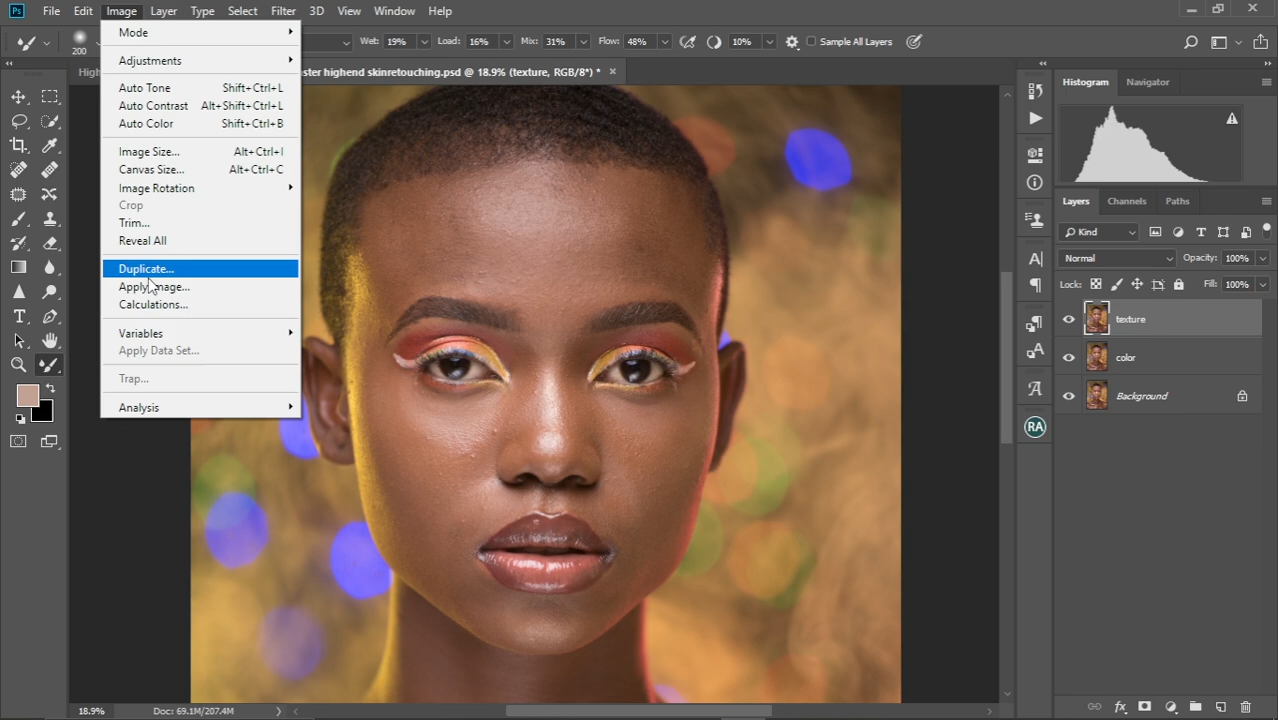 Ps File Edit Image Layer Type Select Filter 3D View Window Help
200 Wet: 19% Load: 16% Mix: 31% Flow: 48% 10% Sample All Layers
High ster highend skinretouching.psd @ 18.9% (texture, RGB/8*) *
Mode
Adjustments
Auto Tone Shift+Ctrl+L
Auto Contrast Alt+Shift+Ctrl+L
Auto Color Shift+Ctrl+B
Image Size... Alt+Ctrl+I
Canvas Size... Alt+Ctrl+C
Image Rotation
Crop
Trim...
Reveal All
Duplicate...
Apply Image...
Calculations...
Variables
Apply Data Set...
Trap...
Analysis
Histogram Navigator
Layers Channels Paths
Kind T
Normal Opacity: 100%
Lock: Fill: 100%
texture
color
Background
A
A
A
RA
T
18.9% Doc: 69.1M/207.4M
fx